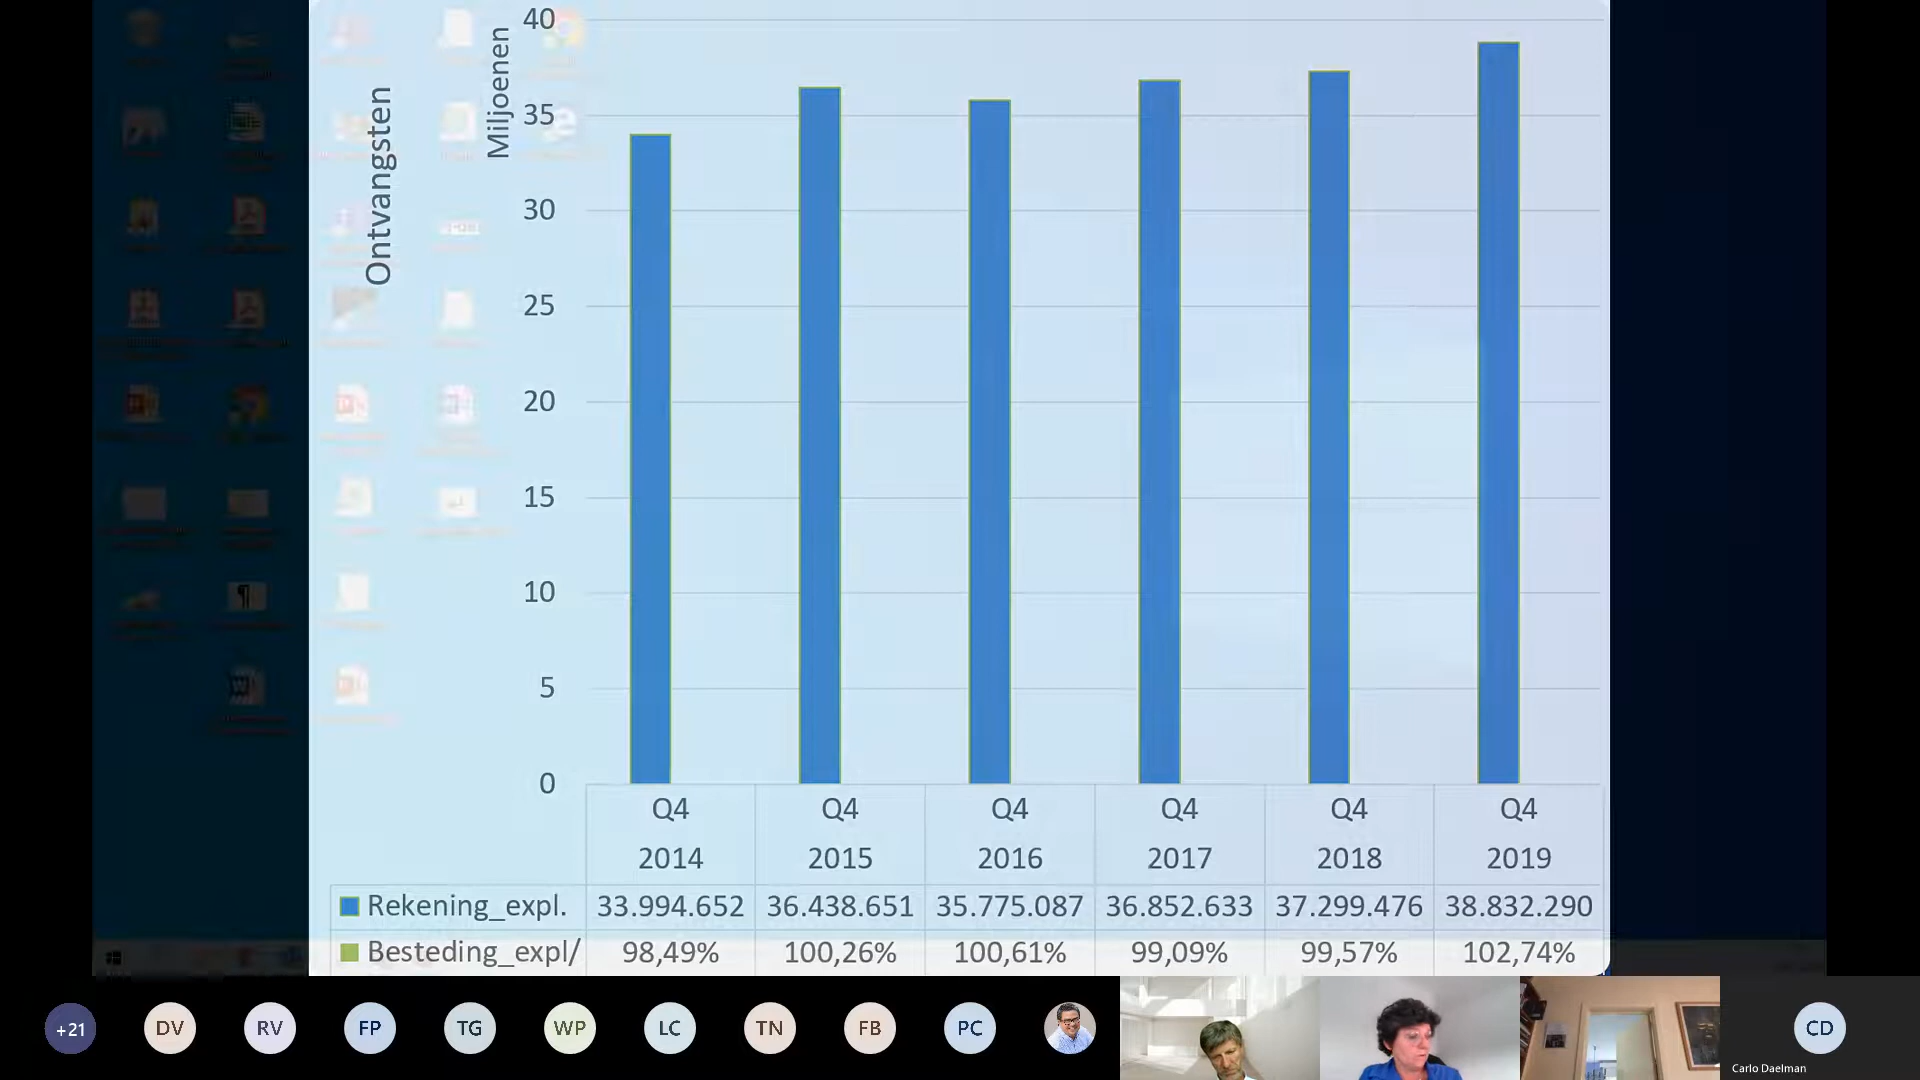 Ontvangsten
Miljoenen
40
35
30
25
20
15
10
5
0
Q4 Q4 Q4 Q4 Q4 Q4
2014 2015 2016 2017 2018 2019
Rekening_expl. 33.994.652 36.438.651 35.775.087 36.852.633 37.299.476 38.832.290
Besteding_expl/ 98,49% 100,26% 100,61% 99,09% 99,57% 102,74%
+21 DV RV FP TG WP LC TN FB PC CD
Carlo Daelman